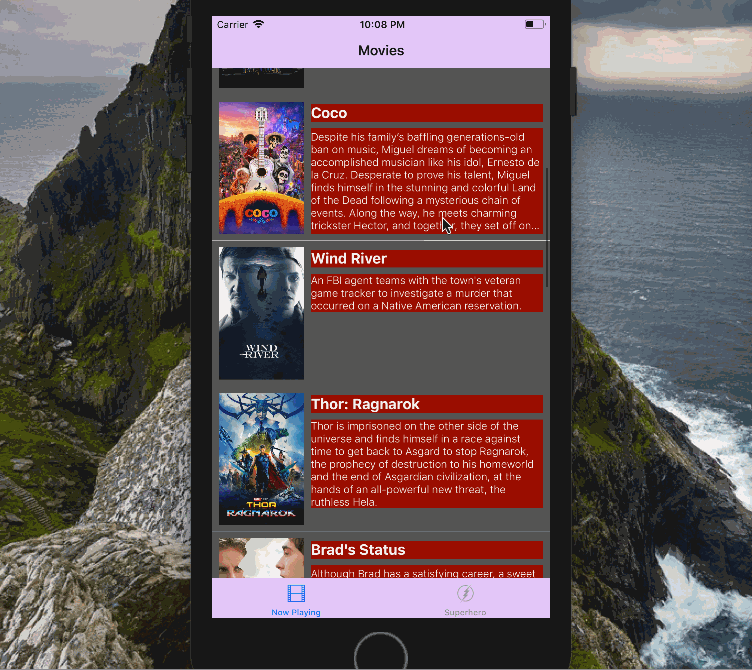 Carrier 10:08 PM
Movies
Coco
Despite his family's baffling generations-old
ban on music, Miguel dreams of becoming an
accomplished musician like his idol, Ernesto de
la Cruz. Desperate to prove his talent, Miguel
finds himself in the stunning and colorful Land
of the Dead following a mysterious chain of
events. Along the way, he meets charming
trickster Hector, and together, they set off on...
COCO
Wind River
An FBI agent teams with the town's veteran
game tracker to investigate a murder that
occurred on a Native American reservation.
WIND
RIVER
Thor: Ragnarok
Thor is imprisoned on the other side of the
universe and finds himself in a race against
time to get back to Asgard to stop Ragnarok,
the prophecy of destruction to his homeworld
and the end of Asgardian civilization, at the
hands of an all-powerful new threat, the
ruthless Hela.
THOR
RAGNAROK
Brad's Status
Although Brad has a satisfying career, a sweet
Now Playing
Superhero